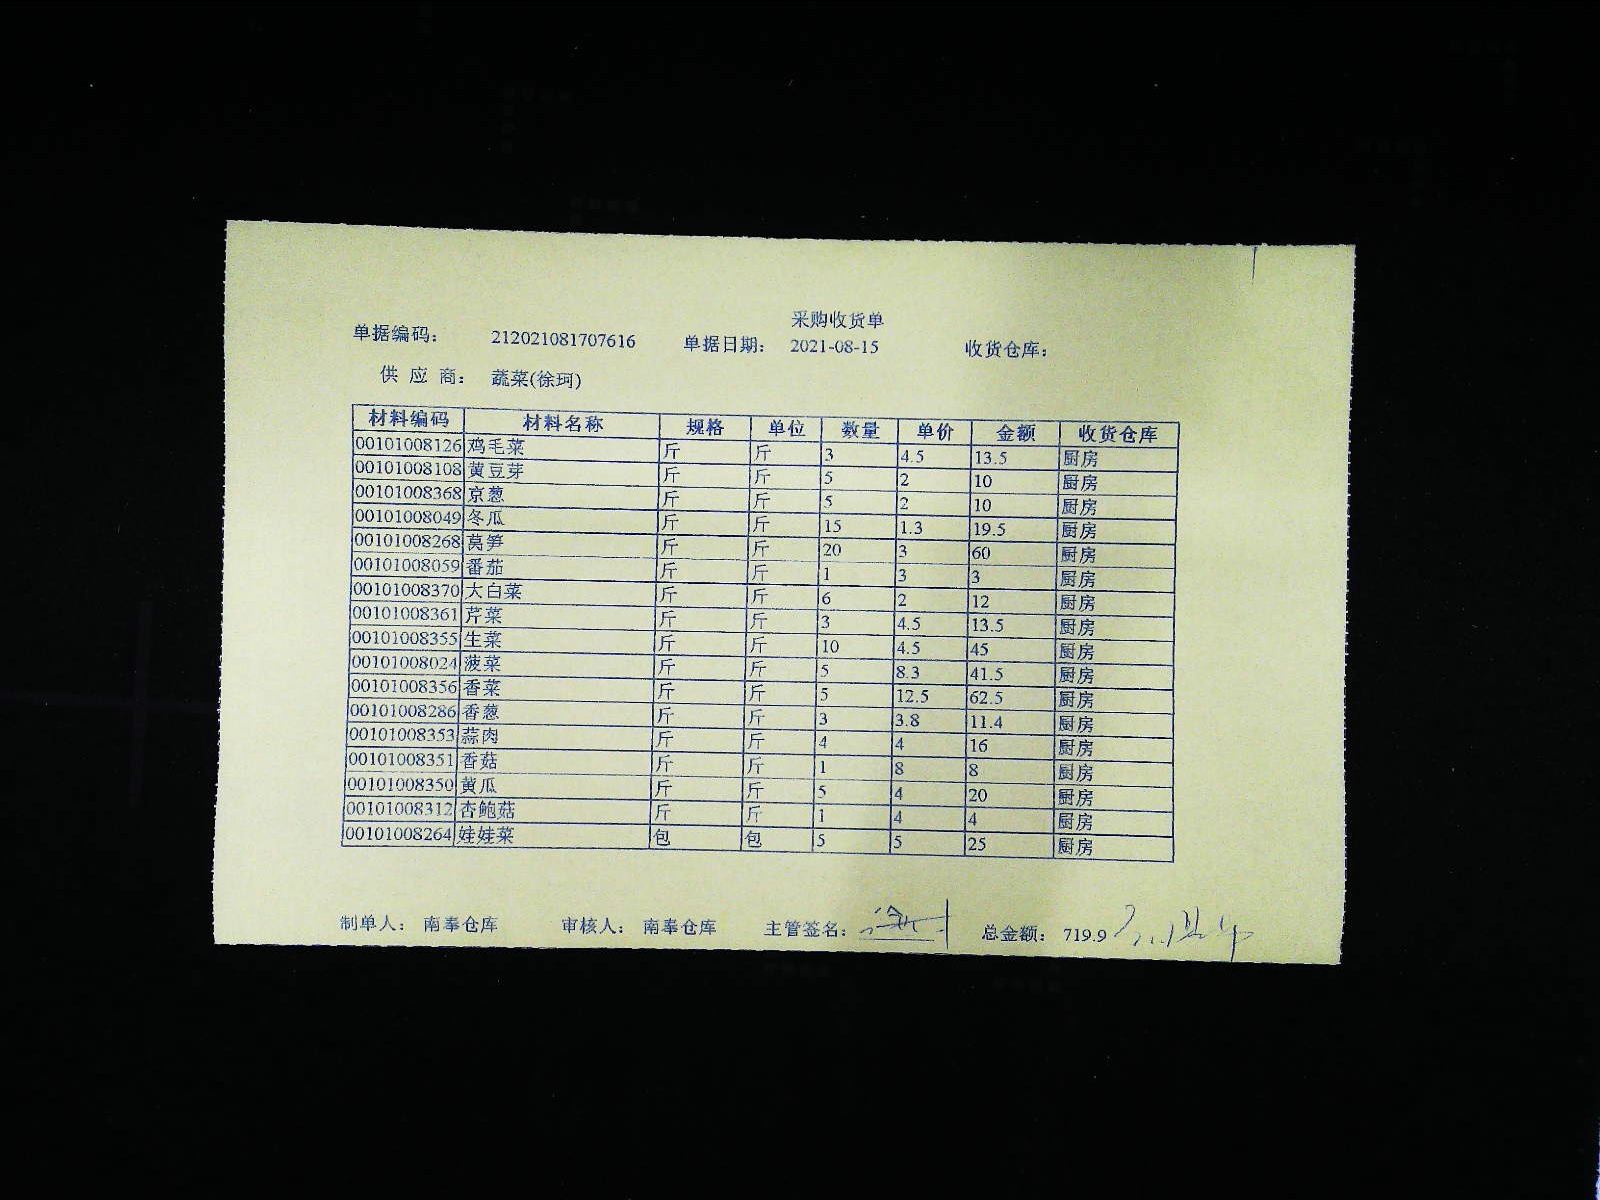 采购收货单
单据编码： 212021081707616 单据日期： 2021-08-15 收货仓库：
供 应 商： 蔬菜(徐珂)
材料编码 材料名称 规格 单位 数量 单价 金额 收货仓库
00101008126 鸡毛菜 斤 斤 3 4.5 13.5 厨房
00101008108 黄豆芽 斤 斤 5 2 10 厨房
00101008368 京葱 斤 斤 5 2 10 厨房
00101008049 冬瓜 斤 斤 15 1.3 19.5 厨房
00101008268 莴笋 斤 斤 20 3 60 厨房
00101008059 番茄 斤 斤 1 3 3 厨房
00101008370 大白菜 斤 斤 6 2 12 厨房
00101008361 芹菜 斤 斤 3 4.5 13.5 厨房
00101008355 生菜 斤 斤 10 4.5 45 厨房
00101008024 菠菜 斤 斤 5 8.3 41.5 厨房
00101008356 香菜 斤 斤 5 12.5 62.5 厨房
00101008286 香葱 斤 斤 3 3.8 11.4 厨房
00101008353 蒜肉 斤 斤 4 4 16 厨房
00101008351 香菇 斤 斤 1 8 8 厨房
00101008350 黄瓜 斤 斤 5 4 20 厨房
00101008312 杏鲍菇 斤 斤 1 4 4 厨房
00101008264 娃娃菜 包 包 5 5 25 厨房
制单人： 南奉仓库 审核人： 南奉仓库 主管签名： 总金额： 719.9